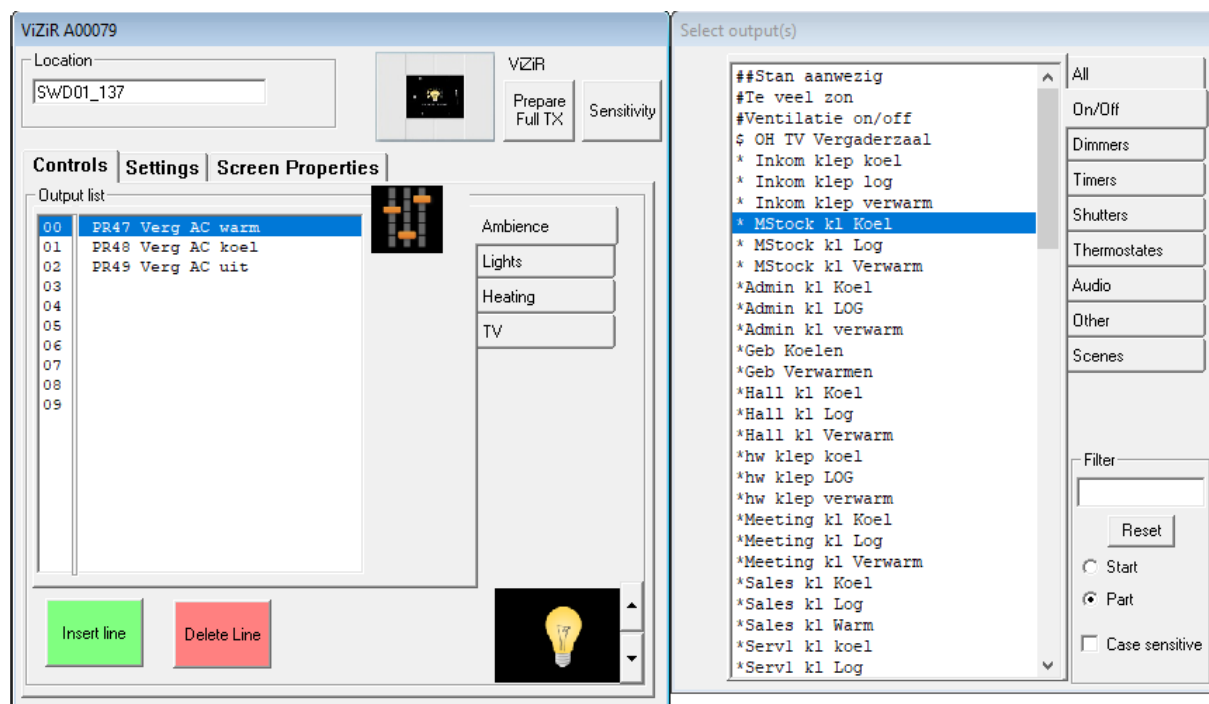 ViZiR A00079
Location
SWD01_137
ViZiR
Prepare
Full TX
Sensitivity
Controls
Settings
Screen Properties
Output list
00 PR47 Verg AC warm
01 PR48 Verg AC koel
02 PR49 Verg AC uit
03
04
05
06
07
08
09
Ambience
Lights
Heating
TV
Insert line
Delete Line
Select output(s)
##Stan aanwezig
#Te veel zon
#Ventilatie on/off
$ OH TV Vergaderzaal
* Inkom klep koel
* Inkom klep log
* Inkom klep verwarm
* MStock kl Koel
* MStock kl Log
* MStock kl Verwarm
*Admin kl Koel
*Admin kl LOG
*Admin kl verwarm
*Geb Koelen
*Geb Verwarmen
*Hall kl Koel
*Hall kl Log
*Hall kl Verwarm
*hw klep koel
*hw klep LOG
*hw klep verwarm
*Meeting kl Koel
*Meeting kl Log
*Meeting kl Verwarm
*Sales kl Koel
*Sales kl Log
*Sales kl Warm
*Servl kl koel
*Servl kl Log
All
On/Off
Dimmers
Timers
Shutters
Thermostates
Audio
Other
Scenes
Filter
Reset
Start
Part
Case sensitive